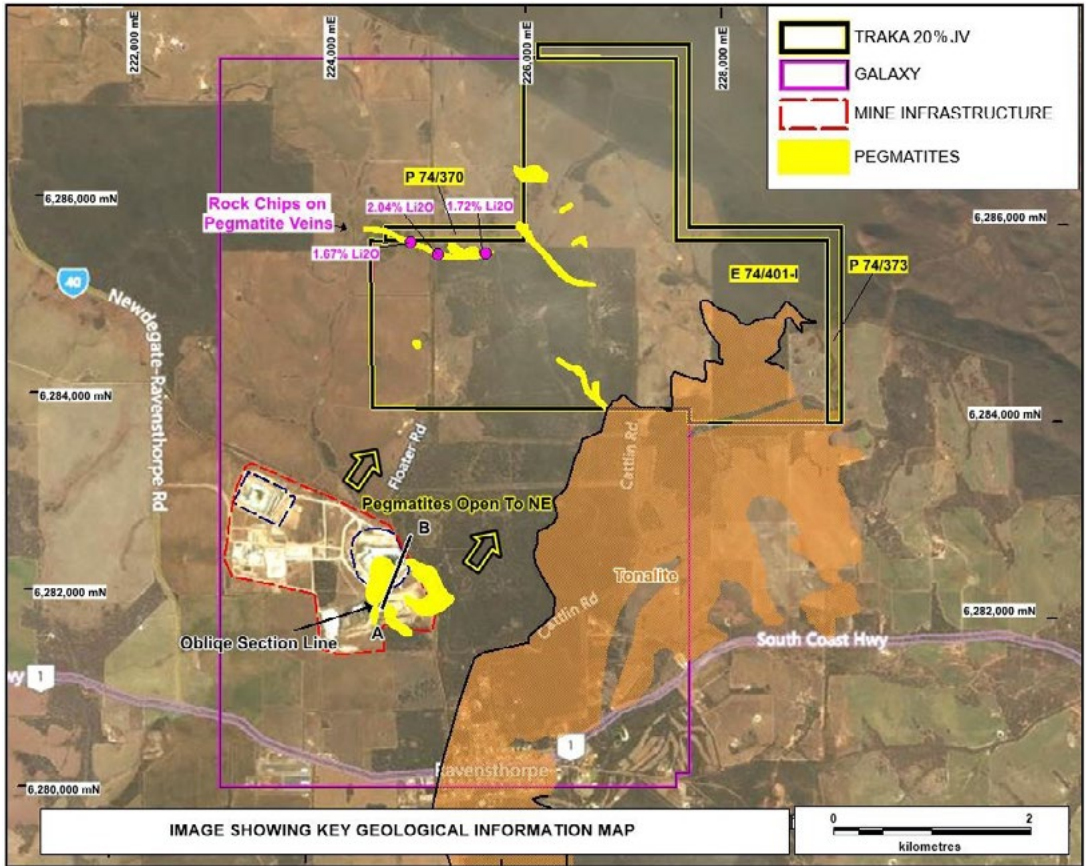 222,000 mE
224,000 mE
226,000 mE
228,000 mE
TRAKA 20% JV
GALAXY
MINE INFRASTRUCTURE
PEGMATITES
6,286,000 mN
P 74/370
Rock Chips on
Pegmatite Veins
2.04% Li2O
1.72% Li2O
6,286,000 mN
1.67% Li2O
E 74/401-I
P 74/373
40
Newdegate-Ravensthorpe Rd
6,284,000 mN
6,284,000 mN
Floater Rd
Cattlin Rd
Pegmatites Open To NE
B
Tonalite
6,282,000 mN
6,282,000 mN
A
Obliqe Section Line
Cattlin Rd
South Coast Hwy
wy
1
1
Ravensthorpe
6,280,000 mN
IMAGE SHOWING KEY GEOLOGICAL INFORMATION MAP
0 2
kilometres